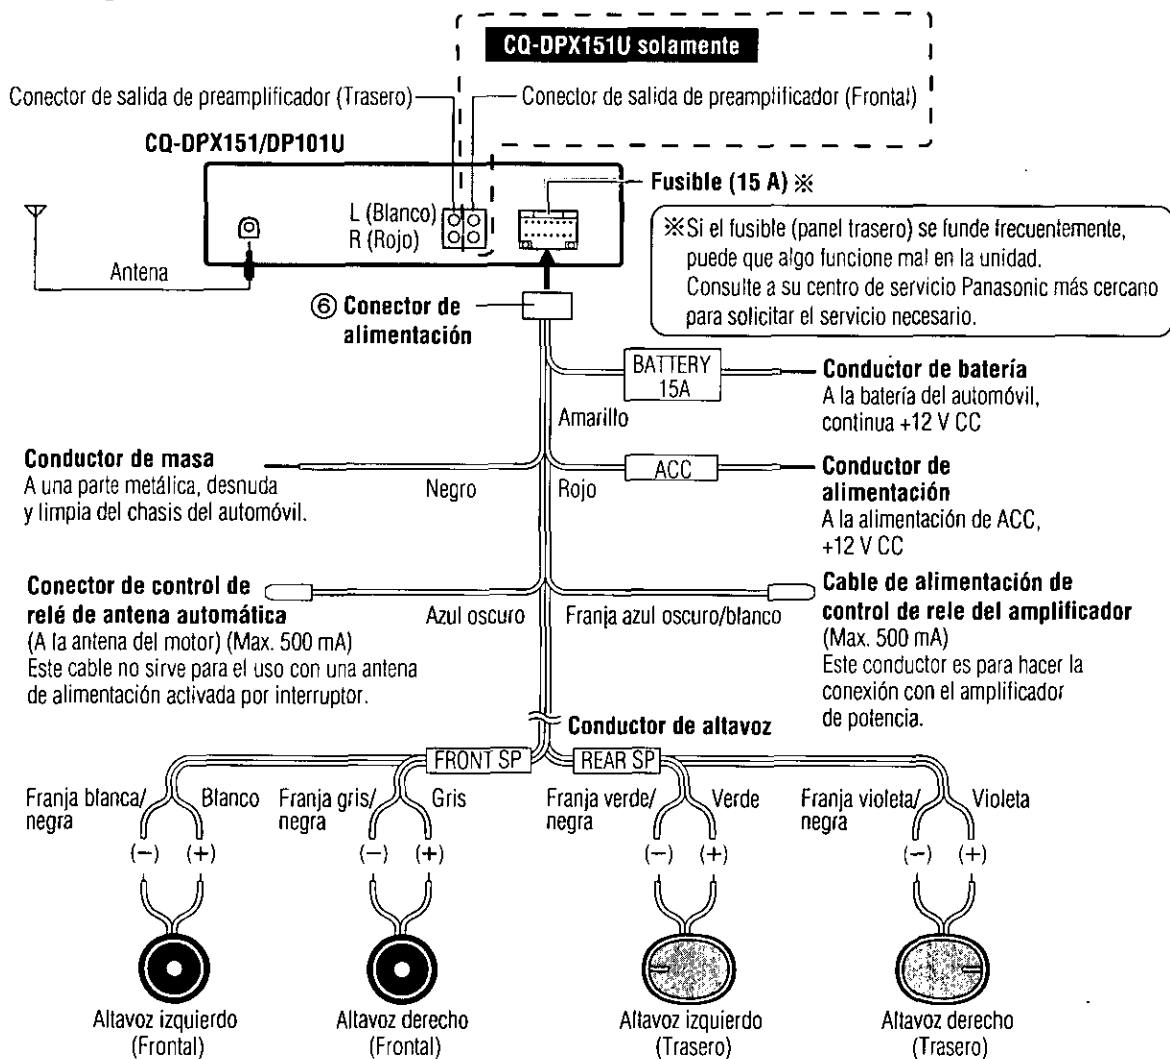 CQ-DPX151U solamente
Conector de salida de preamplificador (Trasero)
Conector de salida de preamplificador (Frontal)
CQ-DPX151/DP101U
L (Blanco)
R (Rojo)
Antena
Fusible (15 A) ※
※Si el fusible (panel trasero) se funde frecuentemente,
puede que algo funcione mal en la unidad.
Consulte a su centro de servicio Panasonic más cercano
para solicitar el servicio necesario.
⑥ Conector de
alimentación
BATTERY
15A
Amarillo
Conductor de batería
A la batería del automóvil,
continua +12 V CC
Conductor de masa
A una parte metálica, desnuda
y limpia del chasis del automóvil.
Negro
Rojo
ACC
Conductor de
alimentación
A la alimentación de ACC,
+12 V CC
Conector de control de
relé de antena automática
(A la antena del motor) (Max. 500 mA)
Este cable no sirve para el uso con una antena
de alimentación activada por interruptor.
Azul oscuro
Franja azul oscuro/blanco
Cable de alimentación de
control de rele del amplificador
(Max. 500 mA)
Este conductor es para hacer la
conexión con el amplificador
de potencia.
Conductor de altavoz
FRONT SP
REAR SP
Franja blanca/
negra
Blanco
Franja gris/
negra
Gris
Franja verde/
negra
Verde
Franja violeta/
negra
Violeta
(−) (+)
(−) (+)
(−) (+)
(−) (+)
Altavoz izquierdo
(Frontal)
Altavoz derecho
(Frontal)
Altavoz izquierdo
(Trasero)
Altavoz derecho
(Trasero)